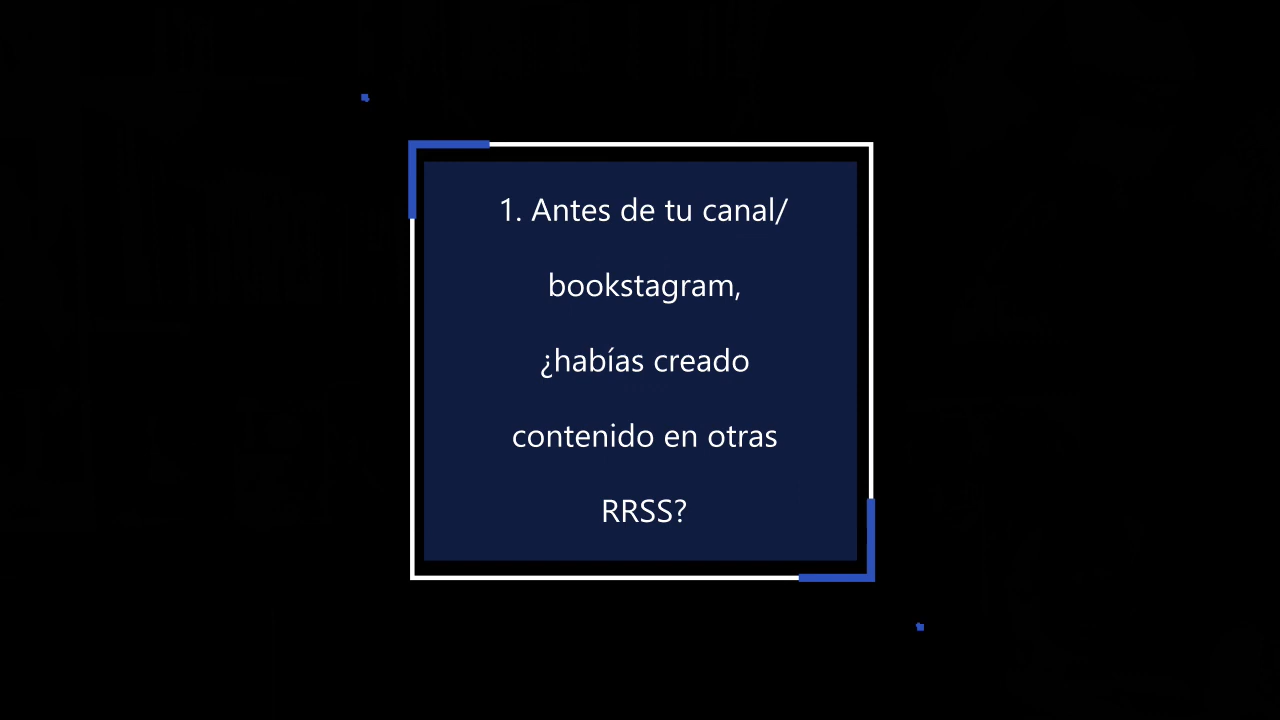 1. Antes de tu canal/
bookstagram,
¿habías creado
contenido en otras
RRSS?